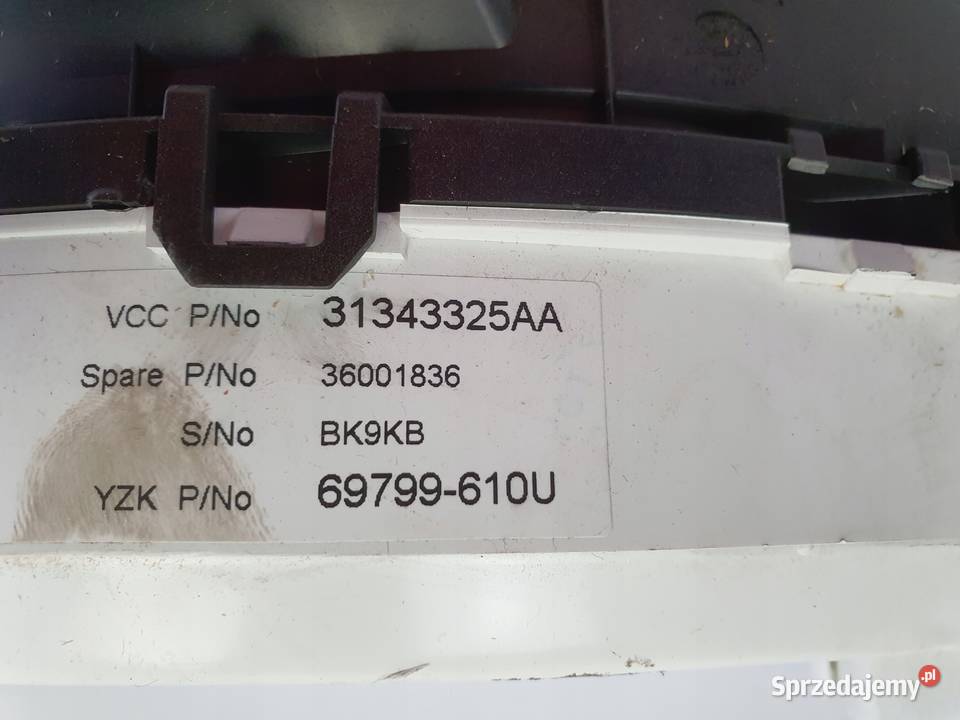 VCC P/No 31343325AA
Spare P/No 36001836
S/No BK9KB
YZK P/No 69799-610U
Sprzedajemy.pl